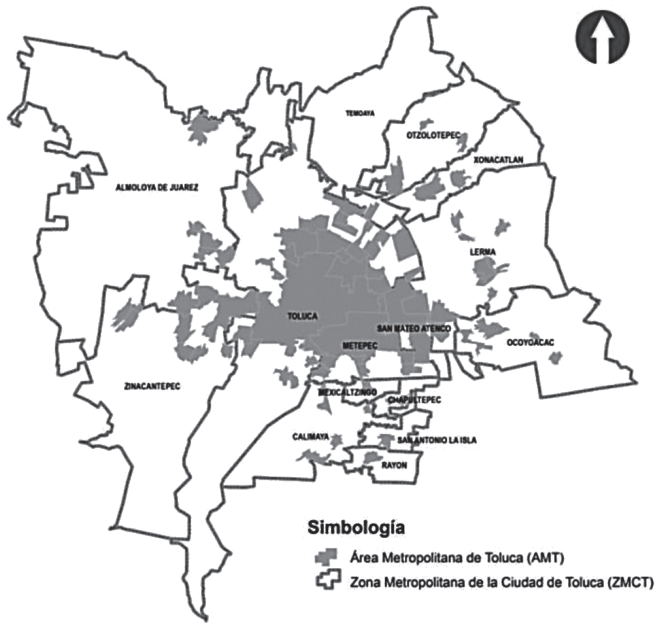 TEMOAYA
OTZOLOTEPEC
XONACATLAN
ALMOLOYA DE JUAREZ
LERMA
TOLUCA
SAN MATEO ATENCO
METEPEC
OCOYOACAC
ZINACANTEPEC
MEXICALTZINGO
CHAPULTEPEC
CALIMAYA
SAN ANTONIO LA ISLA
RAYON
Simbología
Área Metropolitana de Toluca (AMT)
Zona Metropolitana de la Ciudad de Toluca (ZMCT)